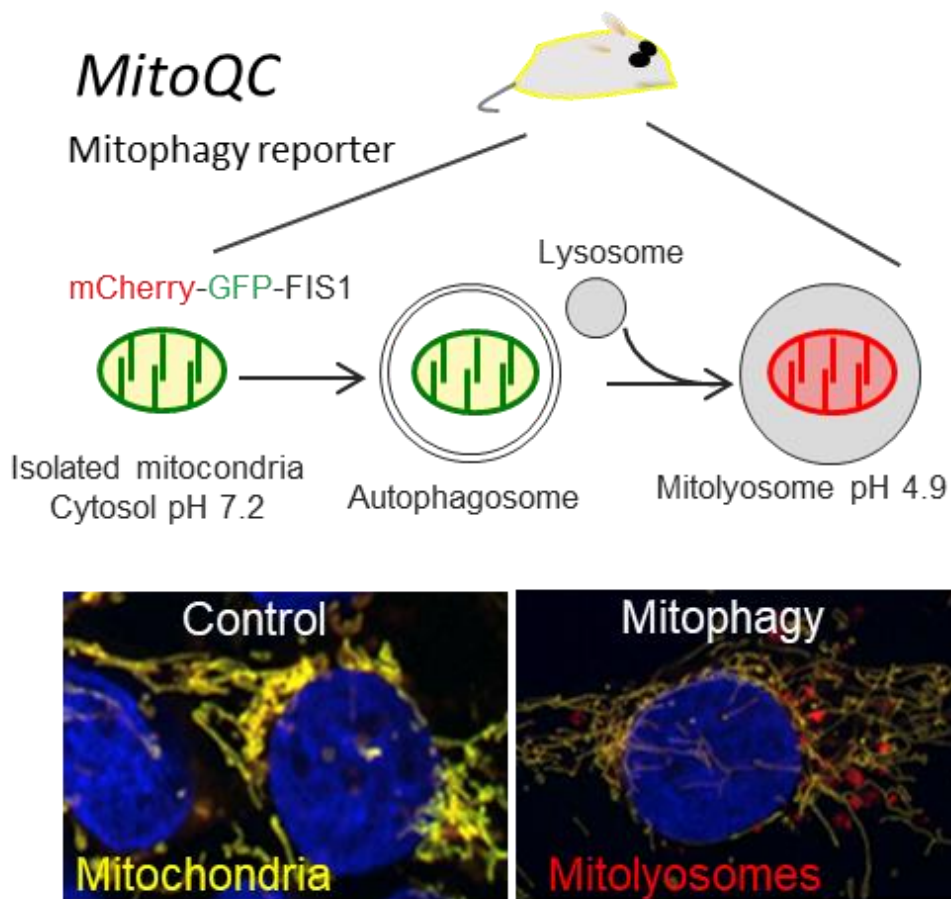 MitoQC
Mitophagy reporter
mCherry-GFP-FIS1
Lysosome
Isolated mitocondria
Cytosol pH 7.2
Autophagosome
Mitolyosome pH 4.9
Control
Mitochondria
Mitophagy
Mitolyosomes